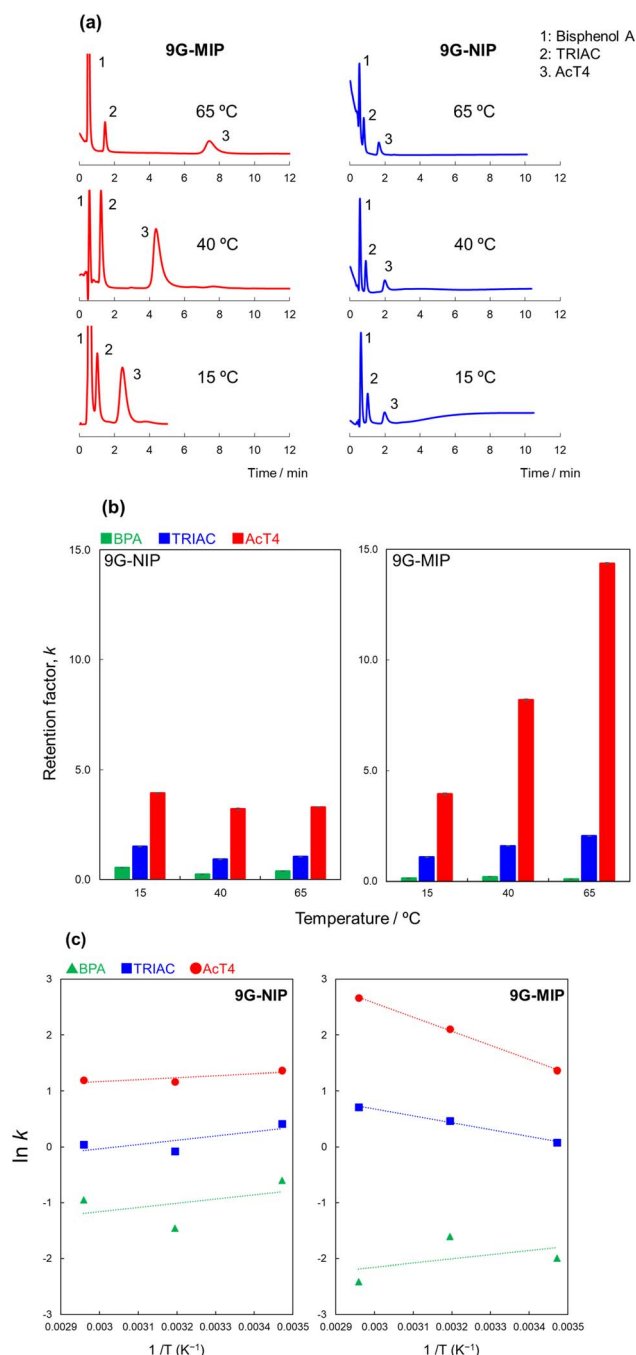 (a)
9G-MIP
9G-NIP
1: Bisphenol A
2: TRIAC
3. AcT4
1
2
65 ºC
3
0 2 4 6 8 10 12
1
2
65 ºC
3
0 2 4 6 8 10 12
1
2
3
40 ºC
0 2 4 6 8 10 12
1
2
40 ºC
3
0 2 4 6 8 10 12
1
2
3
15 ºC
0 2 4 6 8 10 12
Time / min
1
2
15 ºC
3
0 2 4 6 8 10 12
Time / min
(b)
BPA TRIAC AcT4
Retention factor, k
9G-NIP
15.0
10.0
5.0
0.0
15 40 65
9G-MIP
15.0
10.0
5.0
0.0
15 40 65
Temperature / ºC
(c)
BPA TRIAC AcT4
ln k
9G-NIP
3
2
1
0
-1
-2
-3
0.0029 0.003 0.0031 0.0032 0.0033 0.0034 0.0035
1 /T (K⁻¹)
9G-MIP
3
2
1
0
-1
-2
-3
0.0029 0.003 0.0031 0.0032 0.0033 0.0034 0.0035
1 /T (K⁻¹)